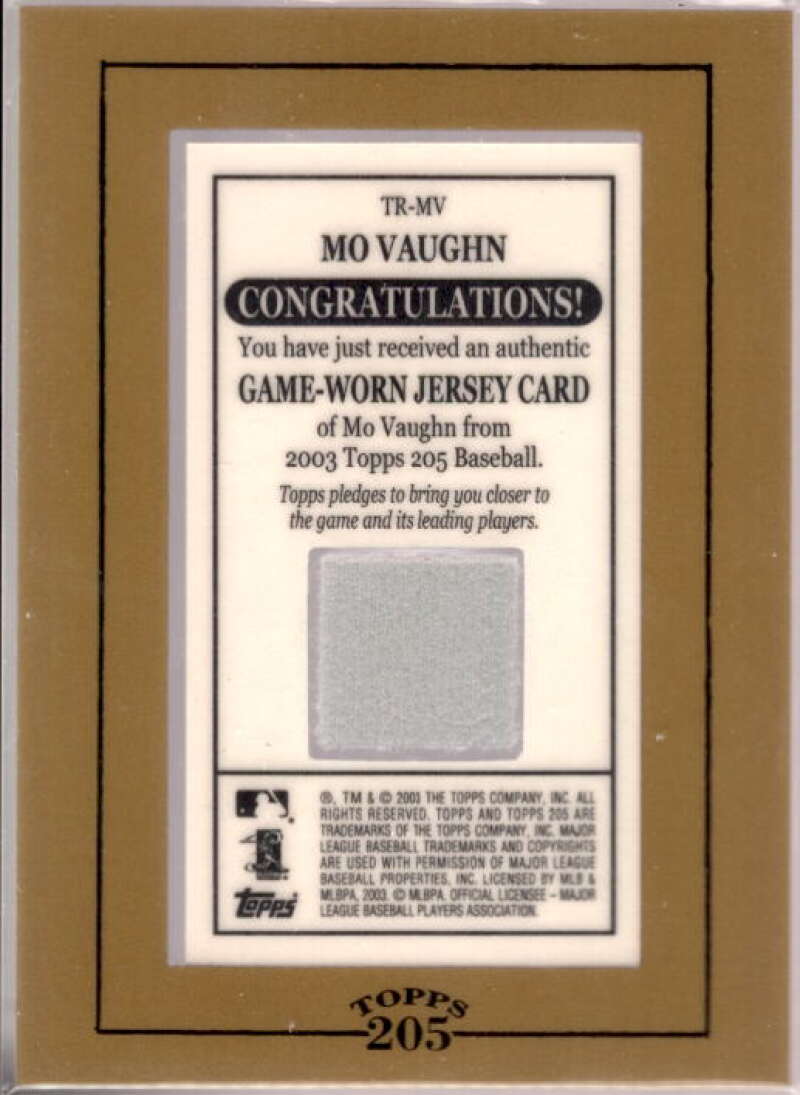 TR-MV
MO VAUGHN
CONGRATULATIONS!
You have just received an authentic
GAME-WORN JERSEY CARD
of Mo Vaughn from
2003 Topps 205 Baseball.
Topps pledges to bring you closer to
the game and its leading players.
®, TM & © 2003 THE TOPPS COMPANY, INC. ALL
RIGHTS RESERVED. TOPPS AND TOPPS 205 ARE
TRADEMARKS OF THE TOPPS COMPANY, INC. MAJOR
LEAGUE BASEBALL TRADEMARKS AND COPYRIGHTS
ARE USED WITH PERMISSION OF MAJOR LEAGUE
BASEBALL PROPERTIES, INC. LICENSED BY MLB &
MLBPA, 2003. © MLBPA. OFFICIAL LICENSEE – MAJOR
LEAGUE BASEBALL PLAYERS ASSOCIATION.
Topps
TOPPS
205